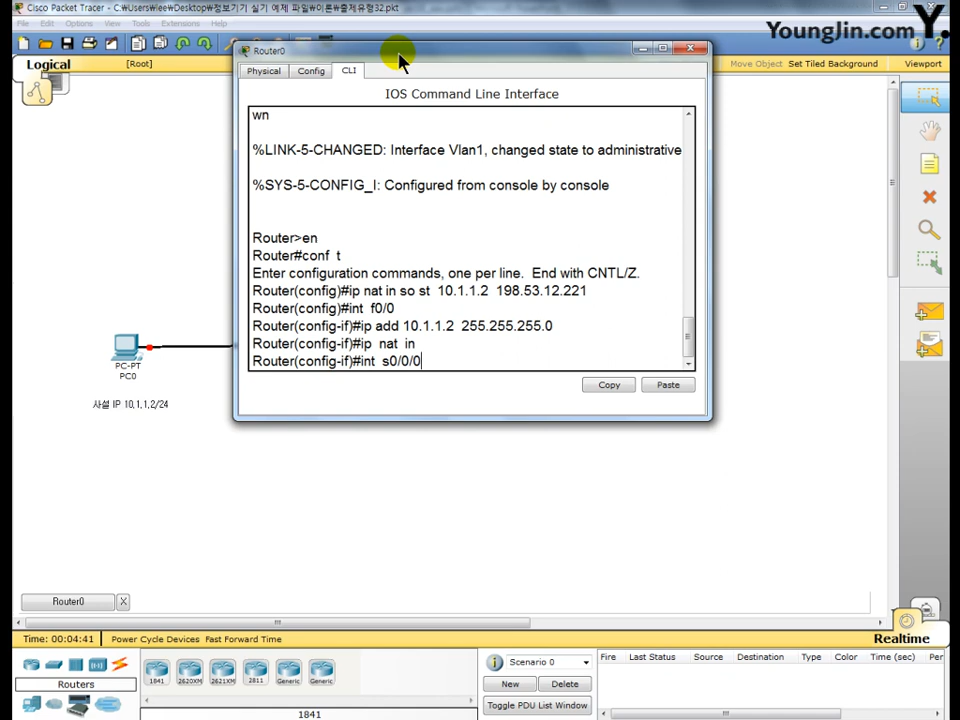 Cisco Packet Tracer - C:₩Users₩lee₩Desktop₩정보기기 실기 예제 파일₩이론₩출제유형32.pkt
File Edit Options View Tools Extensions Help
YoungJin.com Y.
Logical
[Root]
Move Object
Set Tiled Background
Viewport
Router0
Physical
Config
CLI
IOS Command Line Interface
wn
%LINK-5-CHANGED: Interface Vlan1, changed state to administrative
%SYS-5-CONFIG_I: Configured from console by console
Router>en
Router#conf t
Enter configuration commands, one per line. End with CNTL/Z.
Router(config)#ip nat in so st 10.1.1.2 198.53.12.221
Router(config)#int f0/0
Router(config-if)#ip add 10.1.1.2 255.255.255.0
Router(config-if)#ip nat in
Router(config-if)#int s0/0/0
Copy
Paste
PC-PT
PC0
사설 IP 10.1.1.2/24
Router0
X
Time: 00:04:41
Power Cycle Devices
Fast Forward Time
Realtime
Routers
1841
2620XM
2621XM
2811
Generic
Generic
1841
Scenario 0
New
Delete
Toggle PDU List Window
Fire
Last Status
Source
Destination
Type
Color
Time (sec)
Per